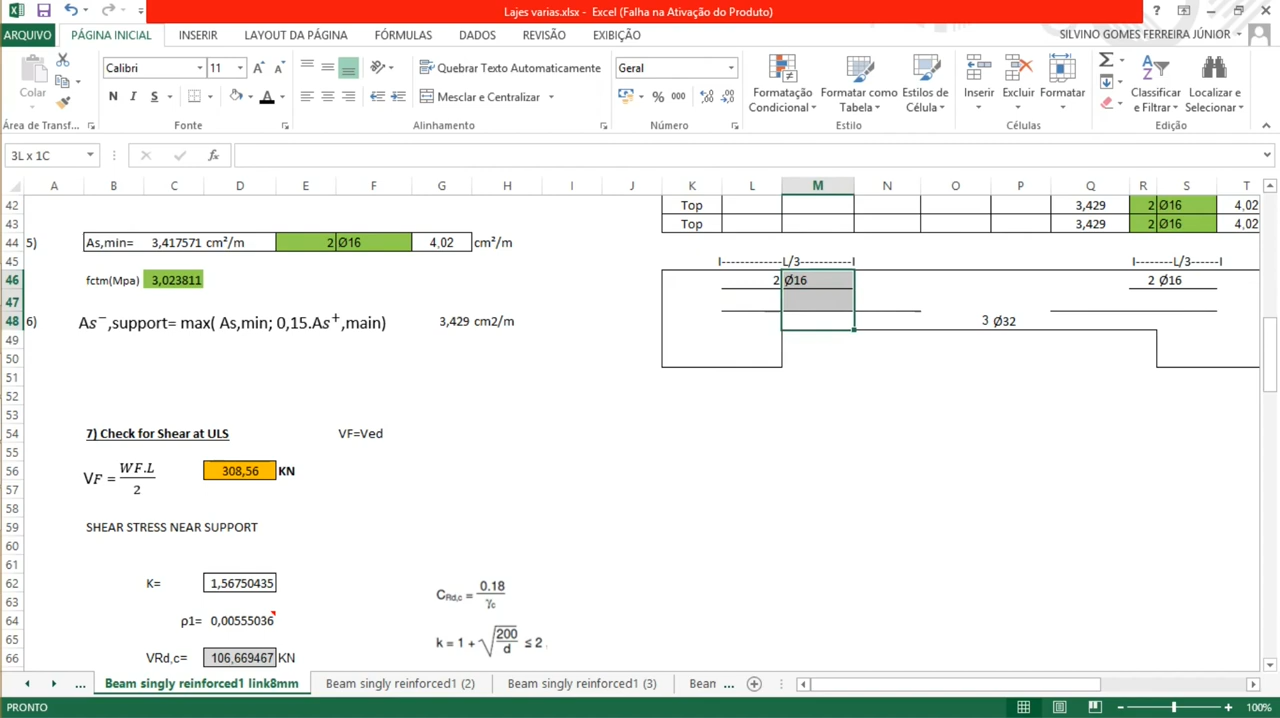 Lajes varias.xlsx - Excel (Falha na Ativação do Produto)
ARQUIVO PÁGINA INICIAL INSERIR LAYOUT DA PÁGINA FÓRMULAS DADOS REVISÃO EXIBIÇÃO SILVINO GOMES FERREIRA JÚNIOR
Calibri 11 Quebrar Texto Automaticamente Geral
Colar N I S Mesclar e Centralizar % 000 Formatação Condicional Formatar como Tabela Estilos de Célula Inserir Excluir Formatar Classificar e Filtrar Localizar e Selecionar
Área de Transf... Fonte Alinhamento Número Estilo Células Edição
3L x 1C fx
A B C D E F G H I J K L M N O P Q R S T
42 Top 3,429 2 Ø16 4,02
43 Top 3,429 2 Ø16 4,02
44 5) As,min= 3,417571 cm²/m 2 Ø16 4,02 cm²/m
45 I------------L/3-----------I I--------L/3------I
46 fctm(Mpa) 3,023811 2 Ø16 2 Ø16
47
48 6) As⁻,support= max( As,min; 0,15.As⁺,main) 3,429 cm2/m 3 Ø32
49
50
51
52
53
54 7) Check for Shear at ULS VF=Ved
55
56 VF = WF.L / 2 308,56 KN
57
58
59 SHEAR STRESS NEAR SUPPORT
60
61
62 K= 1,56750435 CRd,c = 0.18 / γc
63
64 ρ1= 0,00555036
65 k = 1 + √200/d ≤ 2
66 VRd,c= 106,669467 KN
... Beam singly reinforced1 link8mm Beam singly reinforced1 (2) Beam singly reinforced1 (3) Bean ...
PRONTO 100%